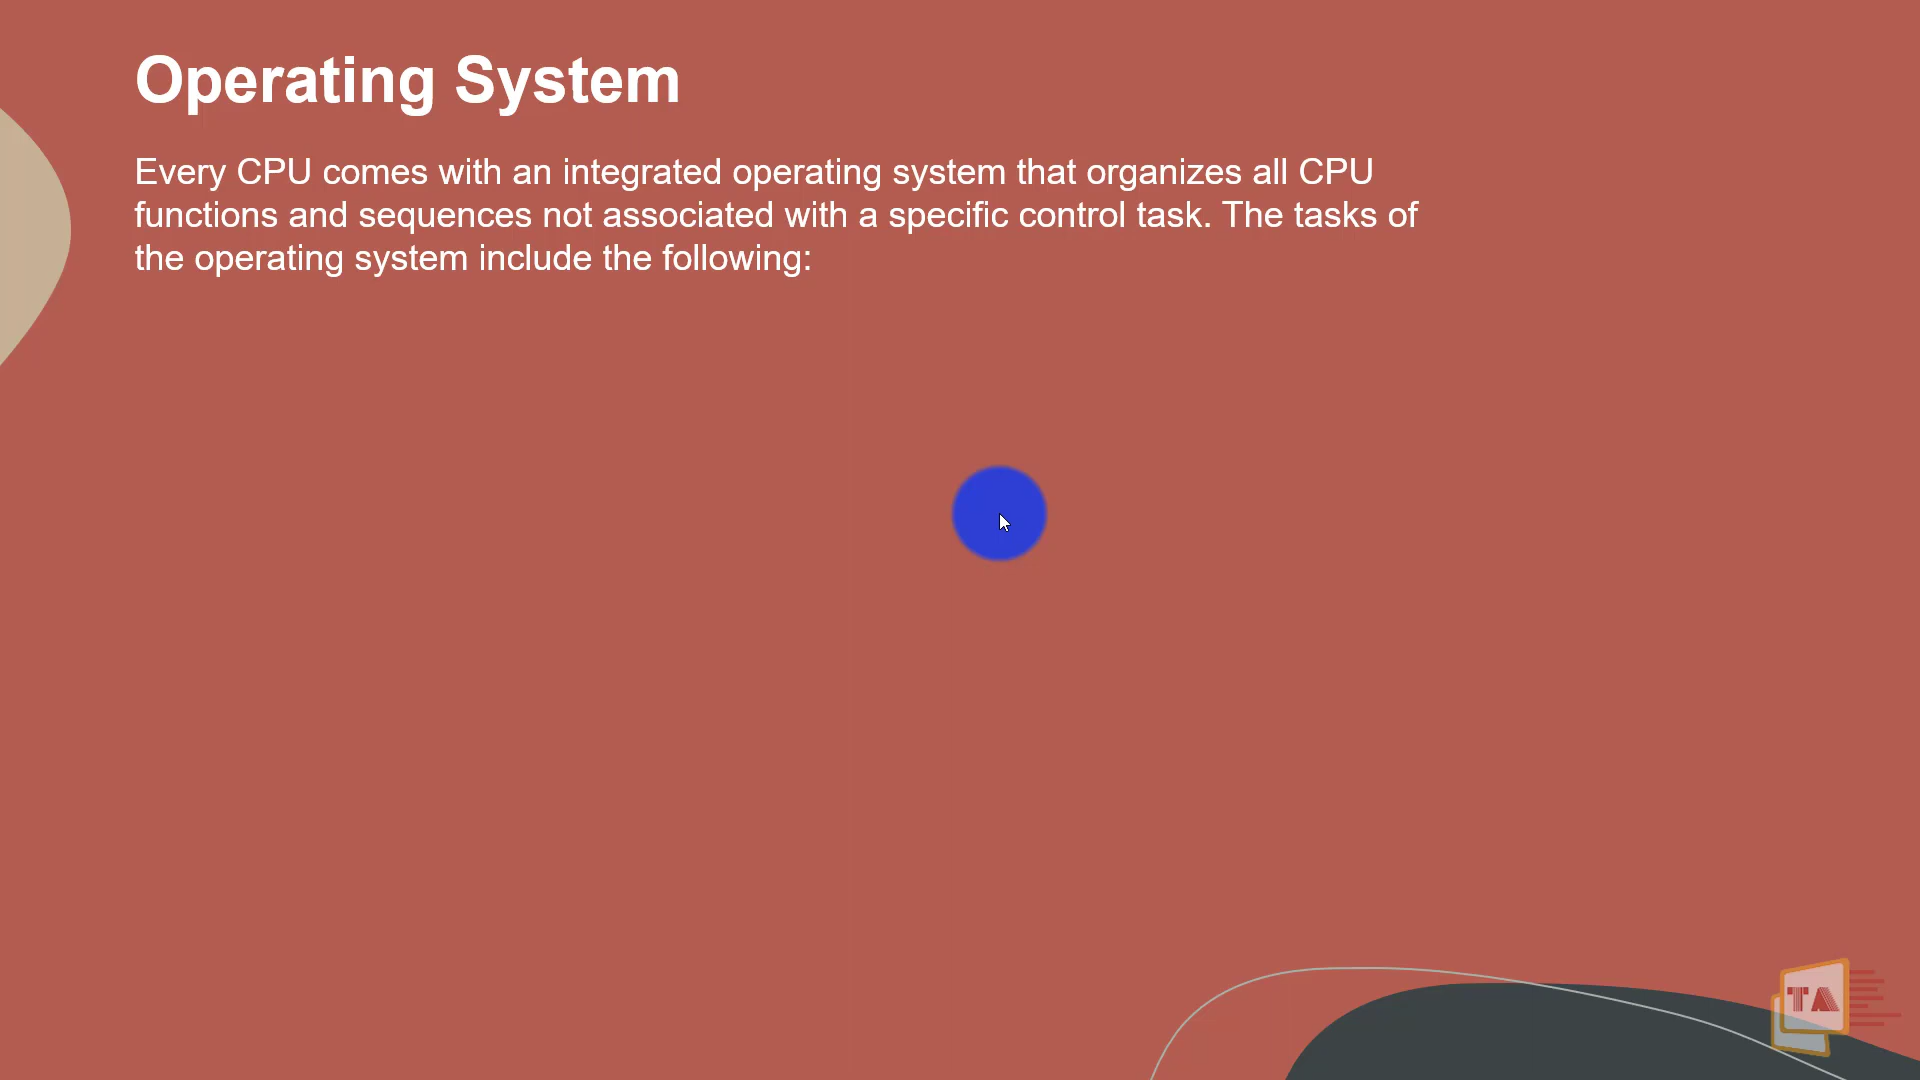 Operating System
Every CPU comes with an integrated operating system that organizes all CPU
functions and sequences not associated with a specific control task. The tasks of
the operating system include the following:
TA